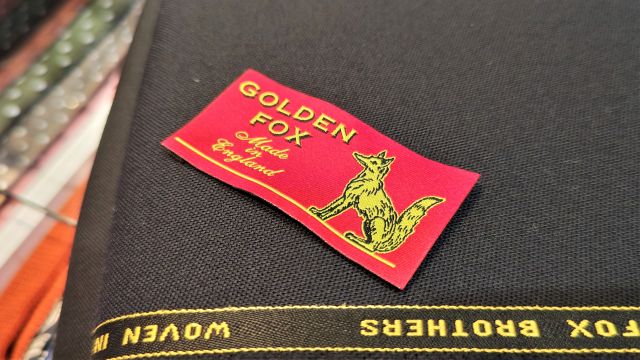 GOLDEN
FOX
Made
in
England
FOX BROTHERS WOVEN IN